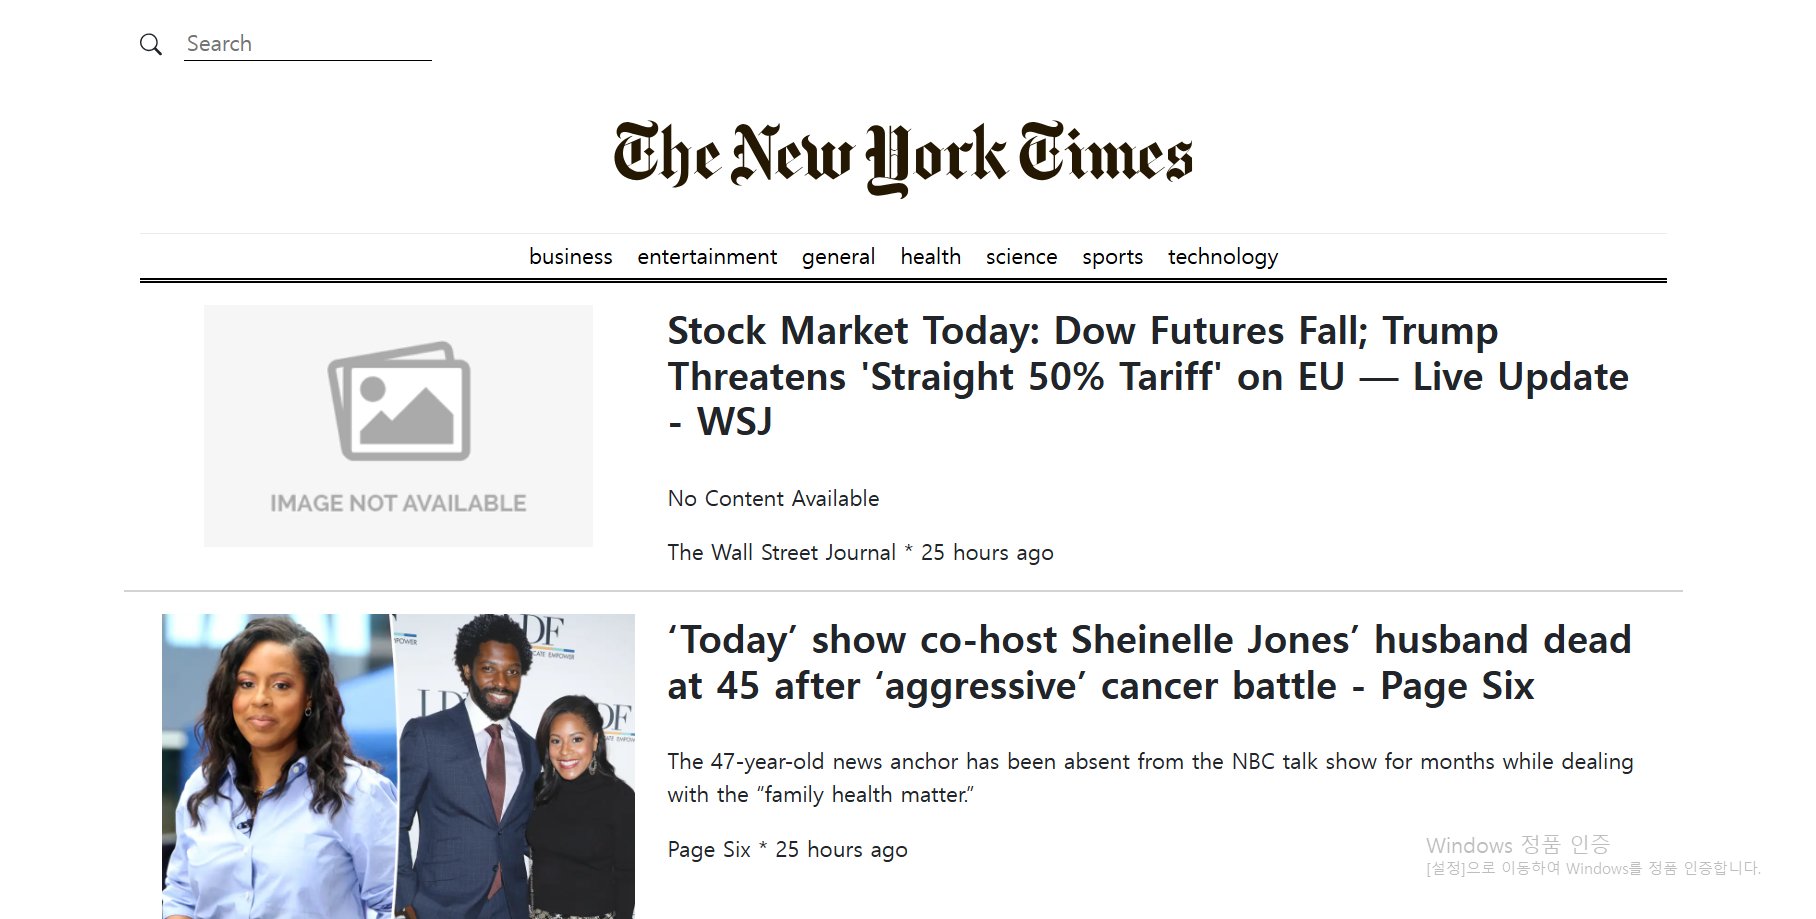 Search
The New York Times
business entertainment general health science sports technology
IMAGE NOT AVAILABLE
Stock Market Today: Dow Futures Fall; Trump
Threatens 'Straight 50% Tariff' on EU — Live Update
- WSJ
No Content Available
The Wall Street Journal * 25 hours ago
‘Today’ show co-host Sheinelle Jones’ husband dead
at 45 after ‘aggressive’ cancer battle - Page Six
The 47-year-old news anchor has been absent from the NBC talk show for months while dealing
with the “family health matter.”
Page Six * 25 hours ago
Windows 정품 인증
[설정]으로 이동하여 Windows를 정품 인증합니다.